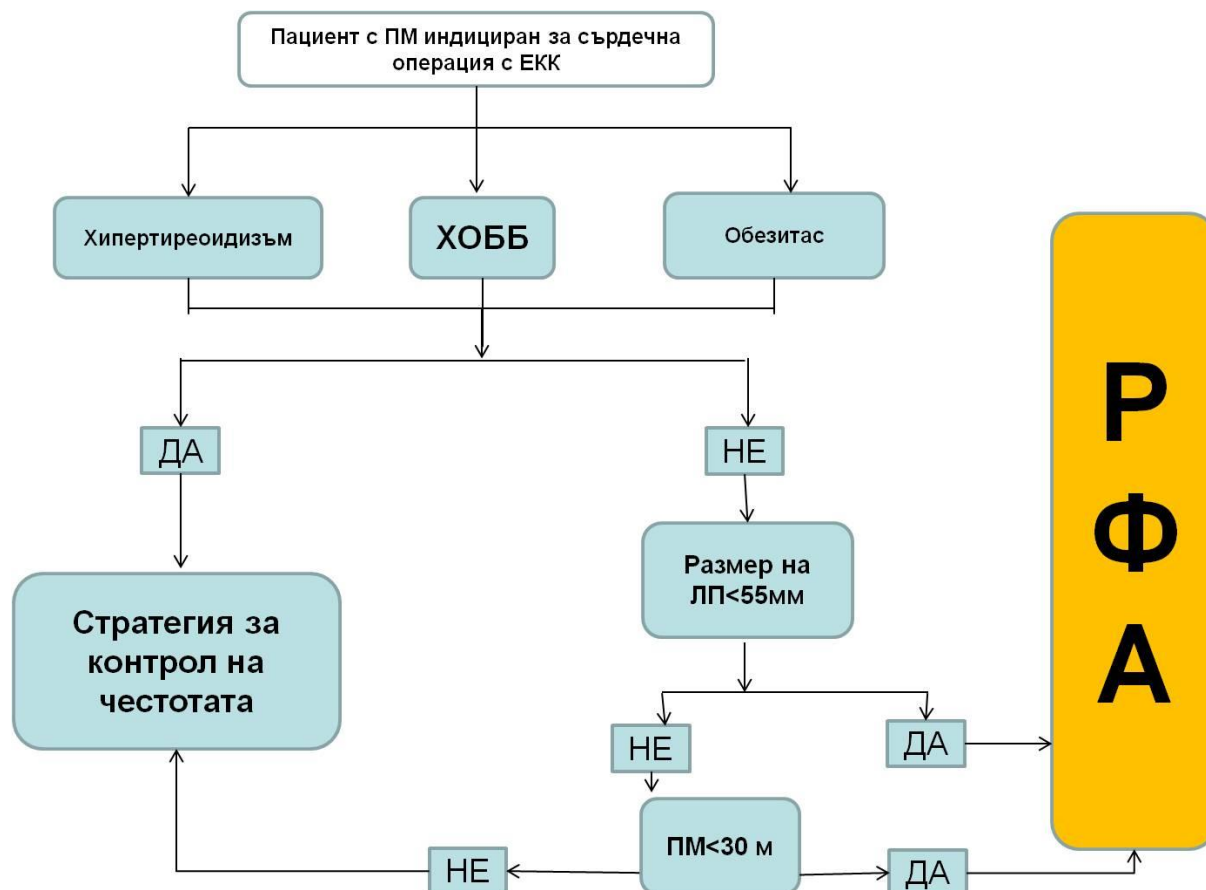 Пациент с ПМ индициран за сърдечна
операция с ЕКК
Хипертиреоидизъм
ХОББ
Обезитас
ДА
НЕ
Размер на
ЛП<55мм
Стратегия за
контрол на
честотата
НЕ
ДА
ПМ<30 м
НЕ
ДА
Р
Ф
А